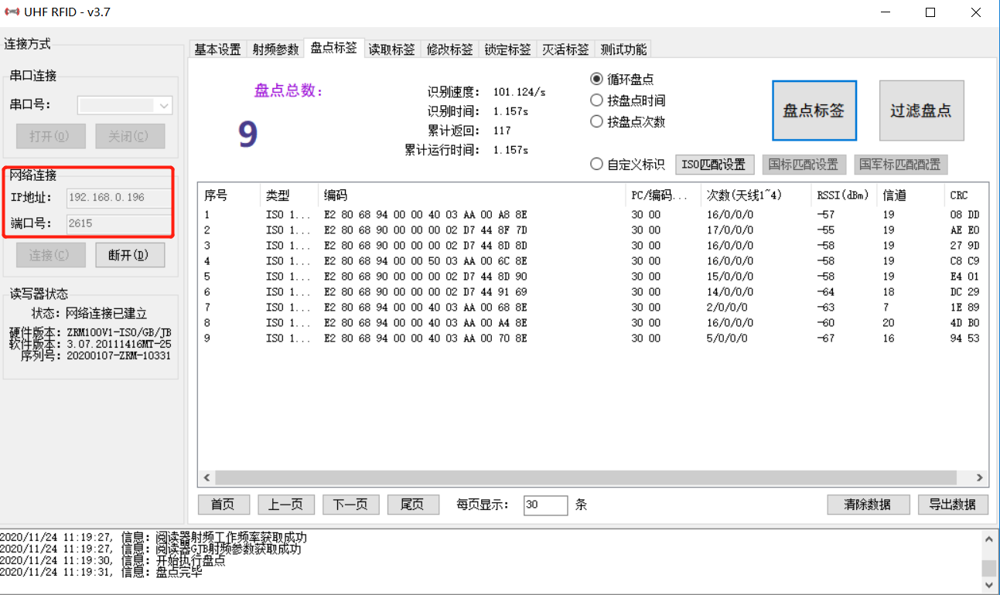 UHF RFID - v3.7
连接方式
串口连接
串口号:
打开(O) 关闭(C)
网络连接
IP地址: 192.168.0.196
端口号: 2615
连接(C) 断开(D)
读写器状态
状态: 网络连接已建立
硬件版本: ZRM100V1-ISO/GB/JB
软件版本: 3.07.20111416MT-25
序列号: 20200107-ZRM-10331
基本设置 射频参数 盘点标签 读取标签 修改标签 锁定标签 灭活标签 测试功能
盘点总数:
9
识别速度: 101.124/s
识别时间: 1.157s
累计返回: 117
累计运行时间: 1.157s
循环盘点
按盘点时间
按盘点次数
自定义标识 ISO匹配设置 国标匹配设置 国军标匹配配置
盘点标签 过滤盘点
序号 类型 编码 PC/编码... 次数(天线1~4) RSSI(dBm) 信道 CRC
1 ISO 1... E2 80 68 94 00 00 40 03 AA 00 A8 8E 30 00 16/0/0/0 -57 19 08 DD
2 ISO 1... E2 80 68 90 00 00 00 02 D7 44 8F 7D 30 00 17/0/0/0 -55 19 AE E0
3 ISO 1... E2 80 68 90 00 00 00 02 D7 44 8D 8D 30 00 16/0/0/0 -58 19 27 9D
4 ISO 1... E2 80 68 94 00 00 50 03 AA 00 6C 8E 30 00 16/0/0/0 -58 19 C8 C9
5 ISO 1... E2 80 68 90 00 00 00 02 D7 44 8D 90 30 00 15/0/0/0 -58 19 E4 01
6 ISO 1... E2 80 68 90 00 00 00 02 D7 44 91 69 30 00 14/0/0/0 -64 18 DC 29
7 ISO 1... E2 80 68 94 00 00 40 03 AA 00 68 8E 30 00 2/0/0/0 -63 7 1E 89
8 ISO 1... E2 80 68 94 00 00 40 03 AA 00 A4 8E 30 00 16/0/0/0 -60 20 4D B0
9 ISO 1... E2 80 68 94 00 00 40 03 AA 00 70 8E 30 00 5/0/0/0 -67 16 94 53
首页 上一页 下一页 尾页 每页显示: 30 条 清除数据 导出数据
2020/11/24 11:19:27, 信息: 阅读器射频工作频率获取成功
2020/11/24 11:19:27, 信息: 阅读器GJB射频参数获取成功
2020/11/24 11:19:30, 信息: 开始执行盘点
2020/11/24 11:19:31, 信息: 盘点完毕